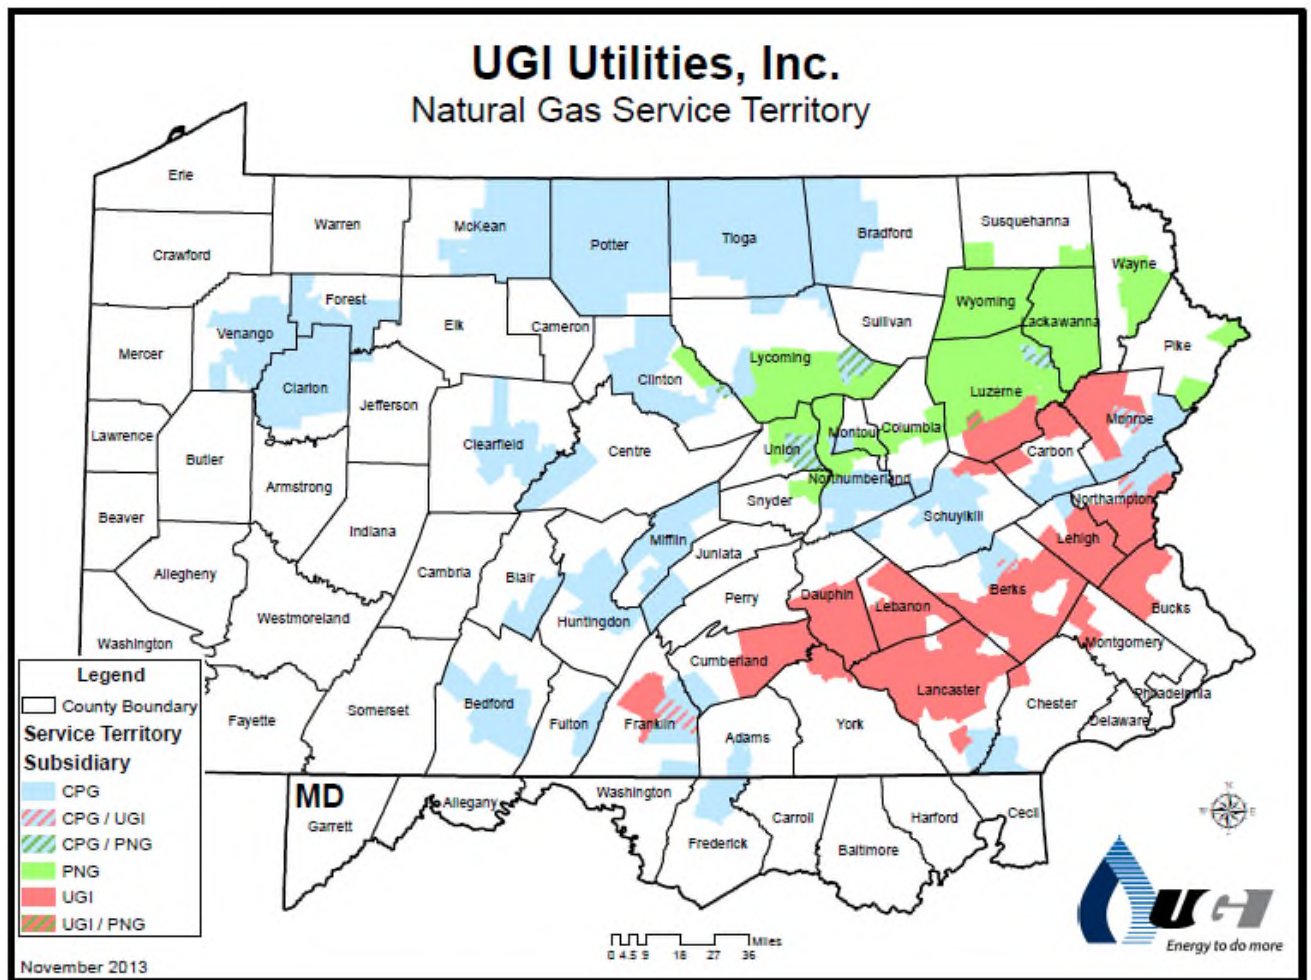 UGI Utilities, Inc.
Natural Gas Service Territory
Erie
Warren
McKean
Potter
Tioga
Bradford
Susquehanna
Crawford
Wayne
Forest
Wyoming
Lackawanna
Venango
Elk
Cameron
Sullivan
Pike
Mercer
Lycoming
Clinton
Clarion
Luzerne
Jefferson
Monroe
Lawrence
Clearfield
Montour
Columbia
Butler
Centre
Union
Carbon
Armstrong
Northumberland
Snyder
Northampton
Beaver
Schuylkill
Indiana
Mifflin
Lehigh
Juniata
Allegheny
Cambria
Blair
Berks
Perry
Dauphin
Lebanon
Bucks
Westmoreland
Huntingdon
Washington
Montgomery
Cumberland
Lancaster
Philadelphia
Fayette
Somerset
Bedford
Fulton
Franklin
Adams
York
Chester
Delaware
Legend
County Boundary
Service Territory
Subsidiary
CPG
CPG / UGI
CPG / PNG
PNG
UGI
UGI / PNG
MD
Garrett
Allegany
Washington
Frederick
Carroll
Baltimore
Harford
Cecil
N
W E
S
Miles
0 4.5 9 18 27 36
UGI
Energy to do more
November 2013